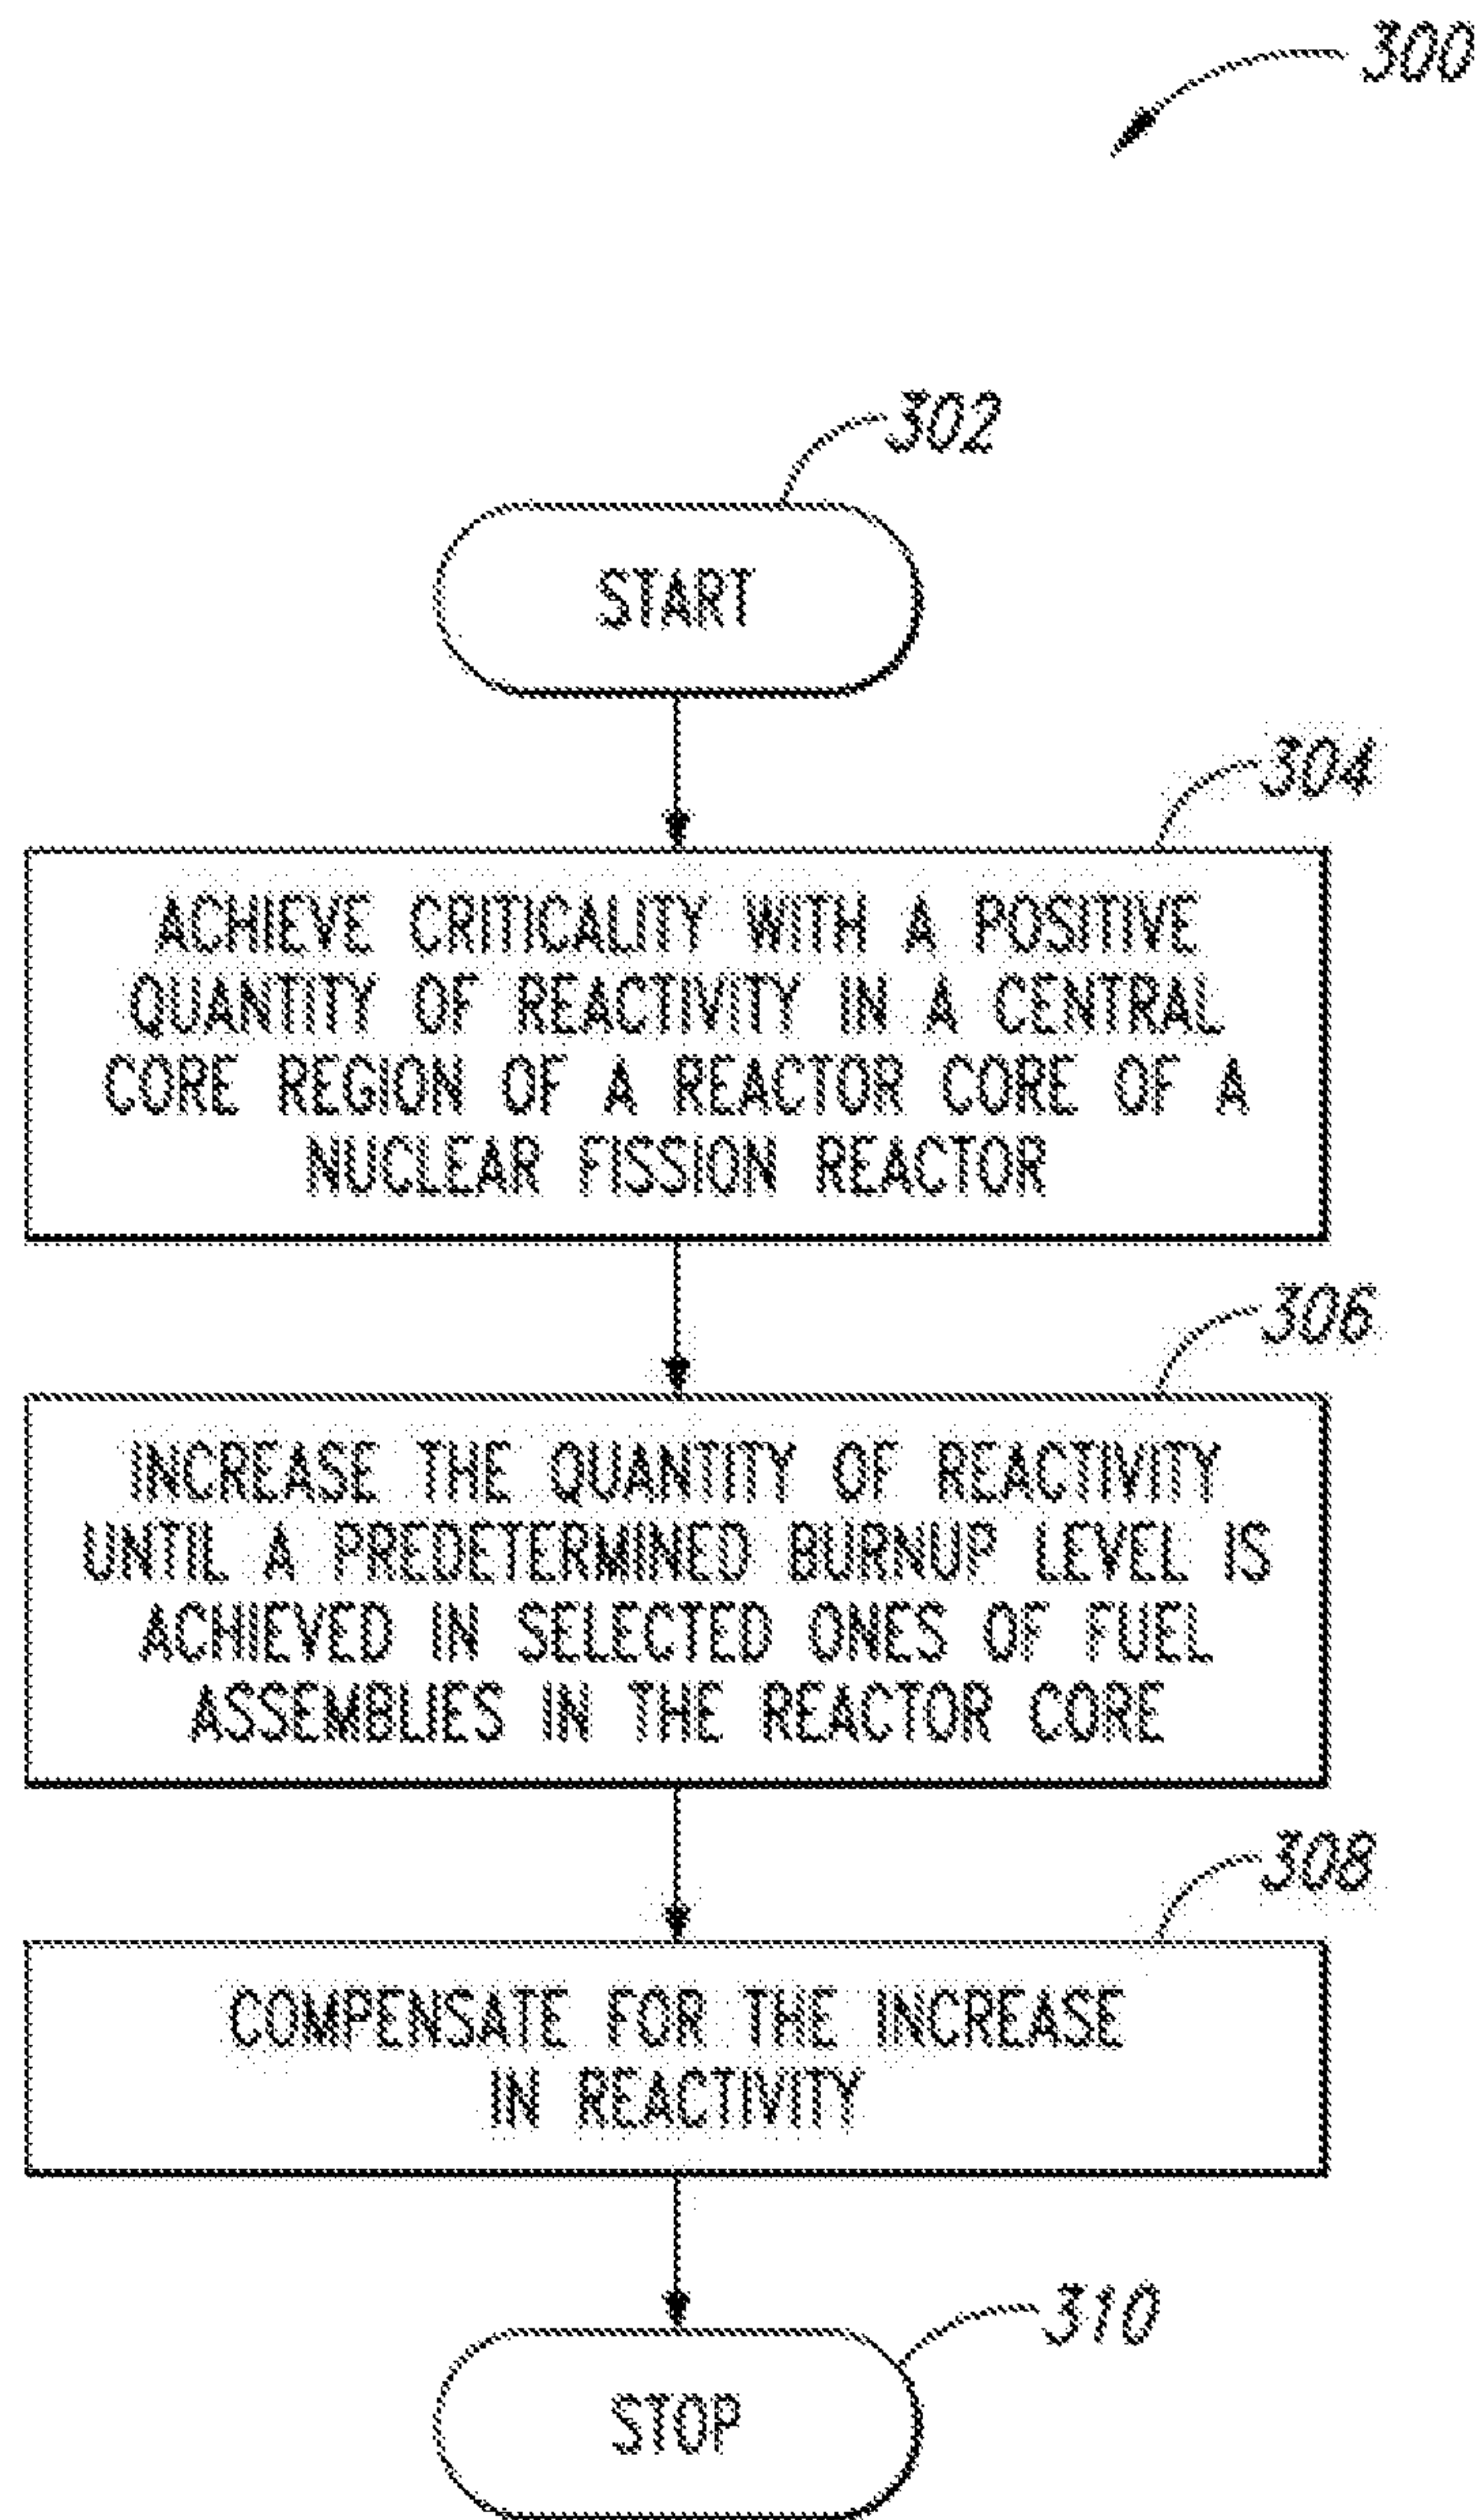 300
302
START
304
ACHIEVE CRITICALITY WITH A POSITIVE
QUANTITY OF REACTIVITY IN A CENTRAL
CORE REGION OF A REACTOR CORE OF A
NUCLEAR FISSION REACTOR
306
INCREASE THE QUANTITY OF REACTIVITY
UNTIL A PREDETERMINED BURNUP LEVEL IS
ACHIEVED IN SELECTED ONES OF FUEL
ASSEMBLIES IN THE REACTOR CORE
308
COMPENSATE FOR THE INCREASE
IN REACTIVITY
310
STOP